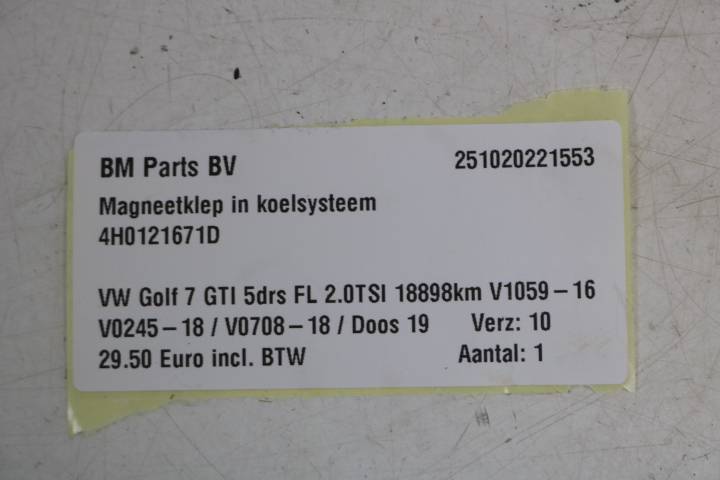 BM Parts BV 251020221553
Magneetklep in koelsysteem
4H0121671D
VW Golf 7 GTI 5drs FL 2.0TSI 18898km V1059-16
V0245-18 / V0708-18 / Doos 19 Verz: 10
29.50 Euro incl. BTW Aantal: 1